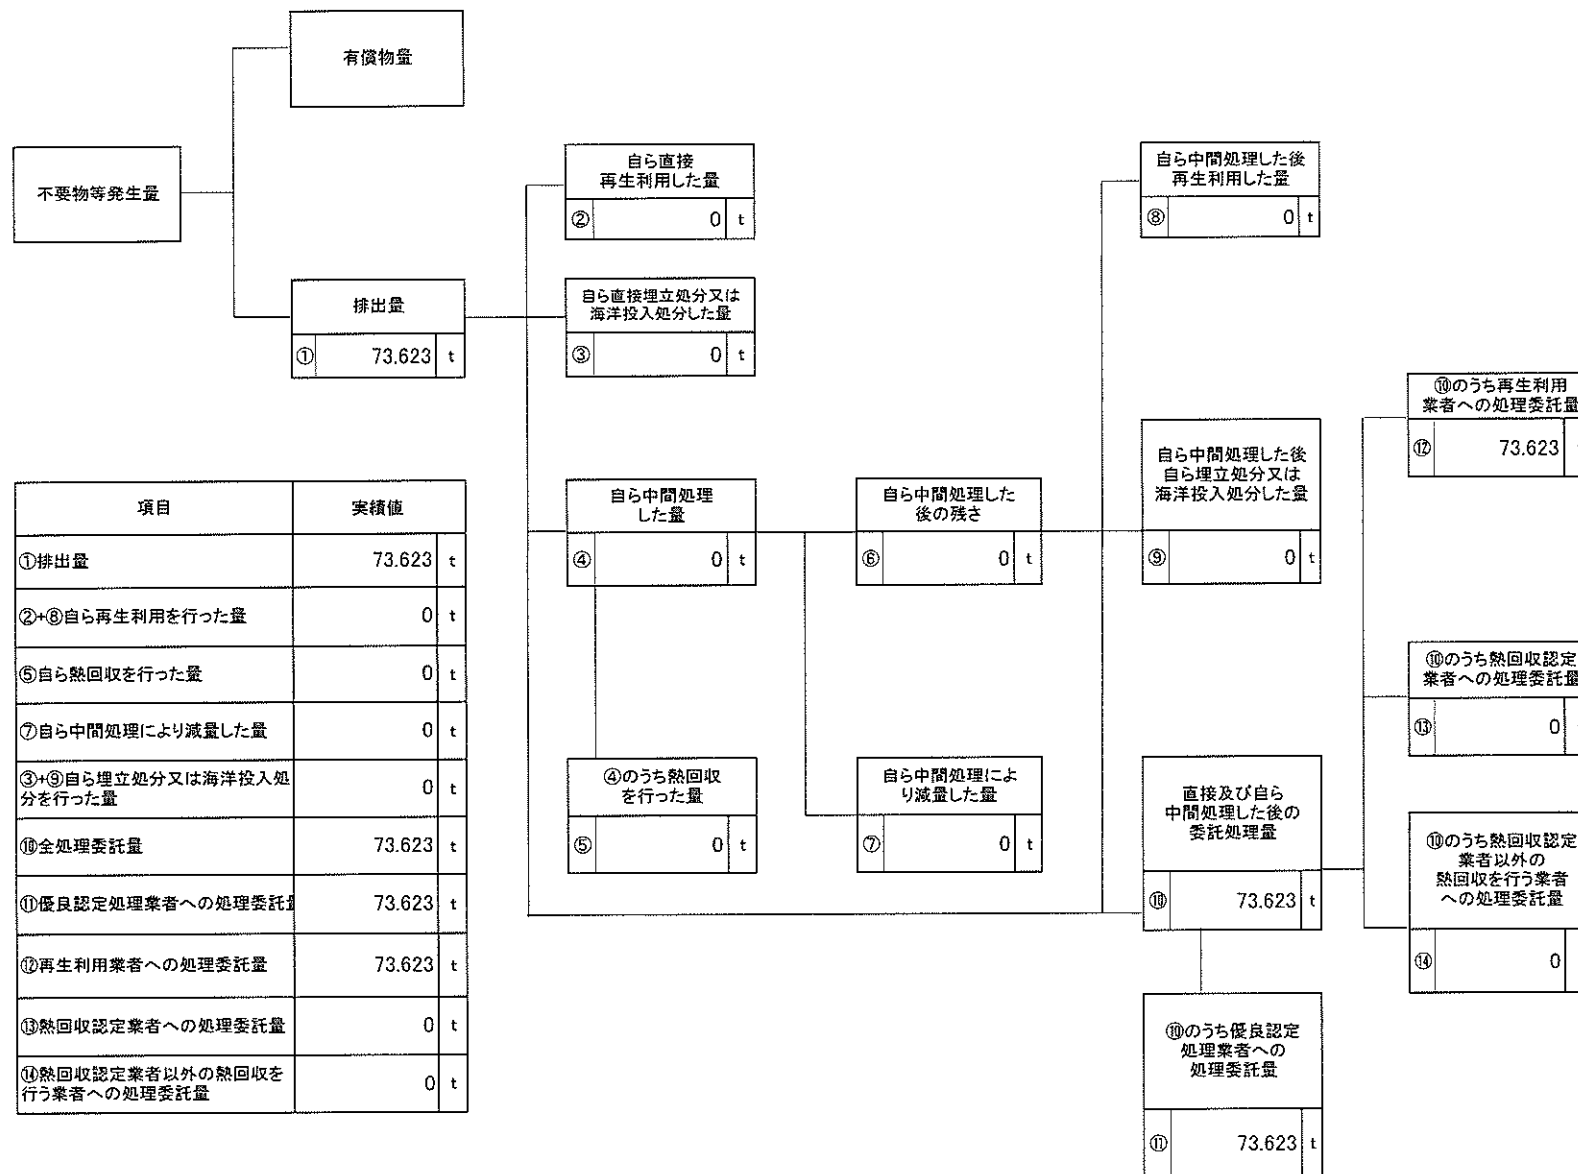 有償物量
不要物等発生量
排出量
① 73.623 t
自ら直接
再生利用した量
② 0 t
自ら直接埋立処分又は
海洋投入処分した量
③ 0 t
自ら中間処理
した量
④ 0 t
④のうち熱回収
を行った量
⑤ 0 t
自ら中間処理した
後の残さ
⑥ 0 t
自ら中間処理によ
り減量した量
⑦ 0 t
自ら中間処理した後
再生利用した量
⑧ 0 t
自ら中間処理した後
自ら埋立処分又は
海洋投入処分した量
⑨ 0 t
直接及び自ら
中間処理した後の
委託処理量
⑩ 73.623 t
⑩のうち優良認定
処理業者への
処理委託量
⑪ 73.623 t
⑩のうち再生利用
業者への処理委託量
⑫ 73.623
⑩のうち熱回収認定
業者への処理委託量
⑬ 0
⑩のうち熱回収認定
業者以外の
熱回収を行う業者
への処理委託量
⑭ 0
項目 実績値
①排出量 73.623 t
②+⑧自ら再生利用を行った量 0 t
⑤自ら熱回収を行った量 0 t
⑦自ら中間処理により減量した量 0 t
③+⑨自ら埋立処分又は海洋投入処
分を行った量 0 t
⑩全処理委託量 73.623 t
⑪優良認定処理業者への処理委託量 73.623 t
⑫再生利用業者への処理委託量 73.623 t
⑬熱回収認定業者への処理委託量 0 t
⑭熱回収認定業者以外の熱回収を
行う業者への処理委託量 0 t